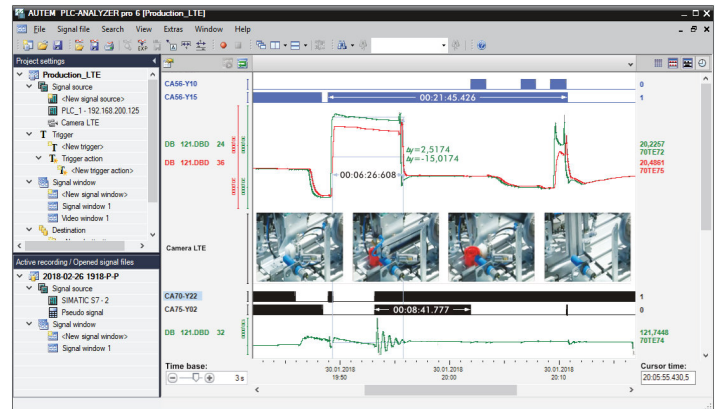 AUTEM PLC-ANALYZER pro 6 [Production_LTE]
File Signal file Search View Extras Window Help
Project settings
Production_LTE
Signal source
<New signal source>
PLC_1 - 192.168.200.125
Camera LTE
Trigger
<New trigger>
Trigger action
<New trigger action>
Signal window
<New signal window>
Signal window 1
Video window 1
Destination
Active recording / Opened signal files
2018-02-26 1918-P-P
Signal source
SIMATIC S7 - 2
Pseudo signal
Signal window
<New signal window>
Signal window 1
CA56-Y10 0
CA56-Y15 00:21:45.426 1
DB 121.DBD 24 Δy=2,5174 20,2257
70TE72
DB 121.DBD 36 Δy=-15,0174 20,4861
70TE75
00:06:26:608
Camera LTE
CA70-Y22 1
CA75-Y02 00:08:41.777 0
DB 121.DBD 32 121,7448
70TE74
Time base:
3 s
30.01.2018 30.01.2018 30.01.2018
19:50 20:00 20:10
Cursor time:
20:05:55.430,5